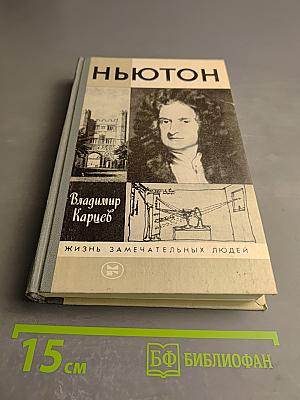 НЬЮТОН
Владимир
Карцев
ЖИЗНЬ ЗАМЕЧАТЕЛЬНЫХ ЛЮДЕЙ
15 см
БФ БИБЛИОФАН